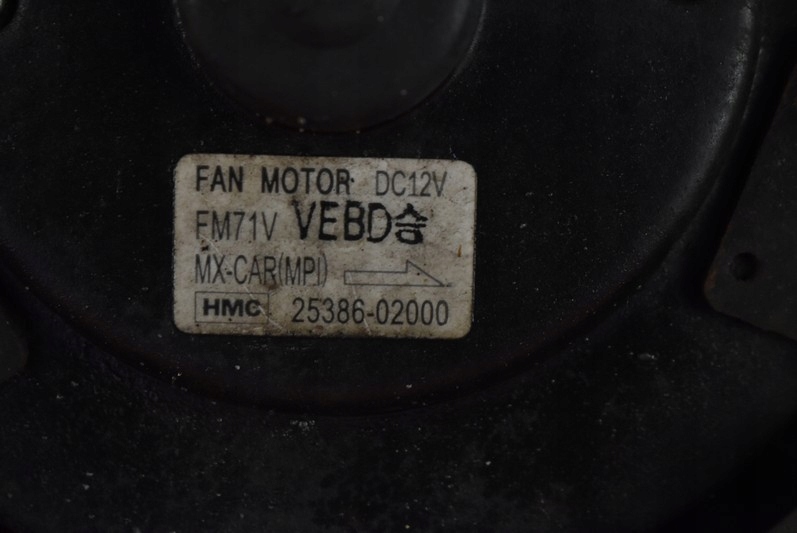 FAN MOTOR DC12V
FM71V VEBD승
MX-CAR(MPI)
HMC 25386-02000